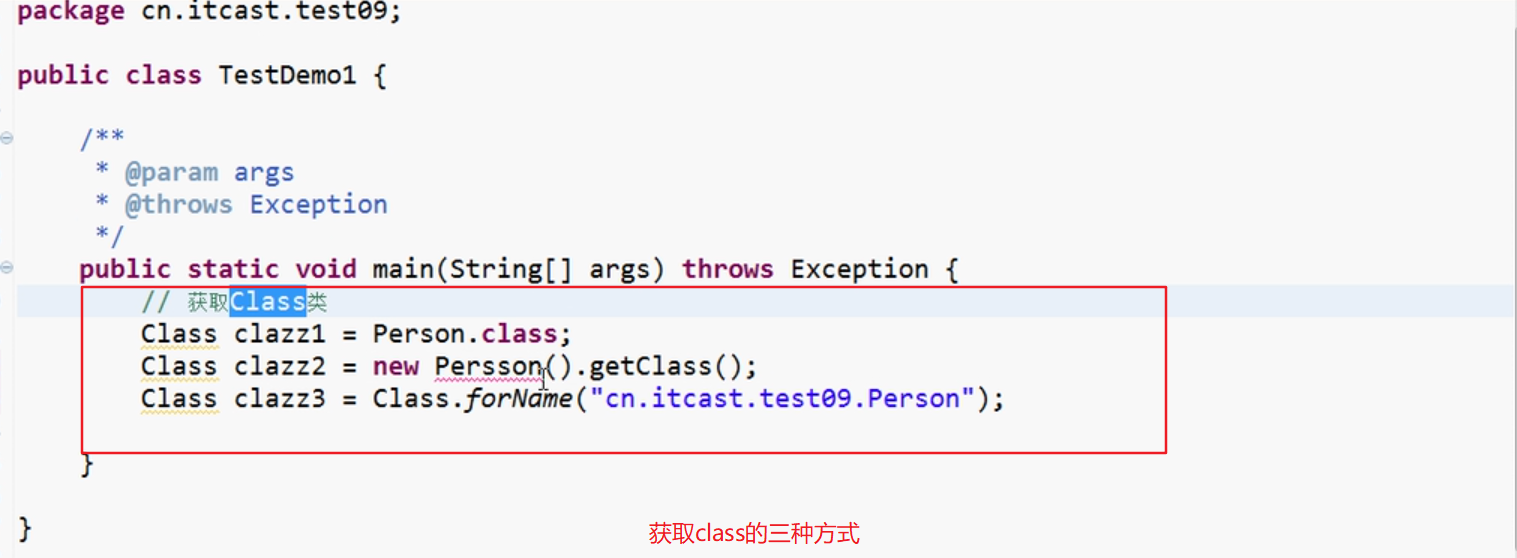 package cn.itcast.test09;
public class TestDemo1 {
/**
* @param args
* @throws Exception
*/
public static void main(String[] args) throws Exception {
// 获取Class类
Class clazz1 = Person.class;
Class clazz2 = new Persson().getClass();
Class clazz3 = Class.forName("cn.itcast.test09.Person");
}
}
获取class的三种方式